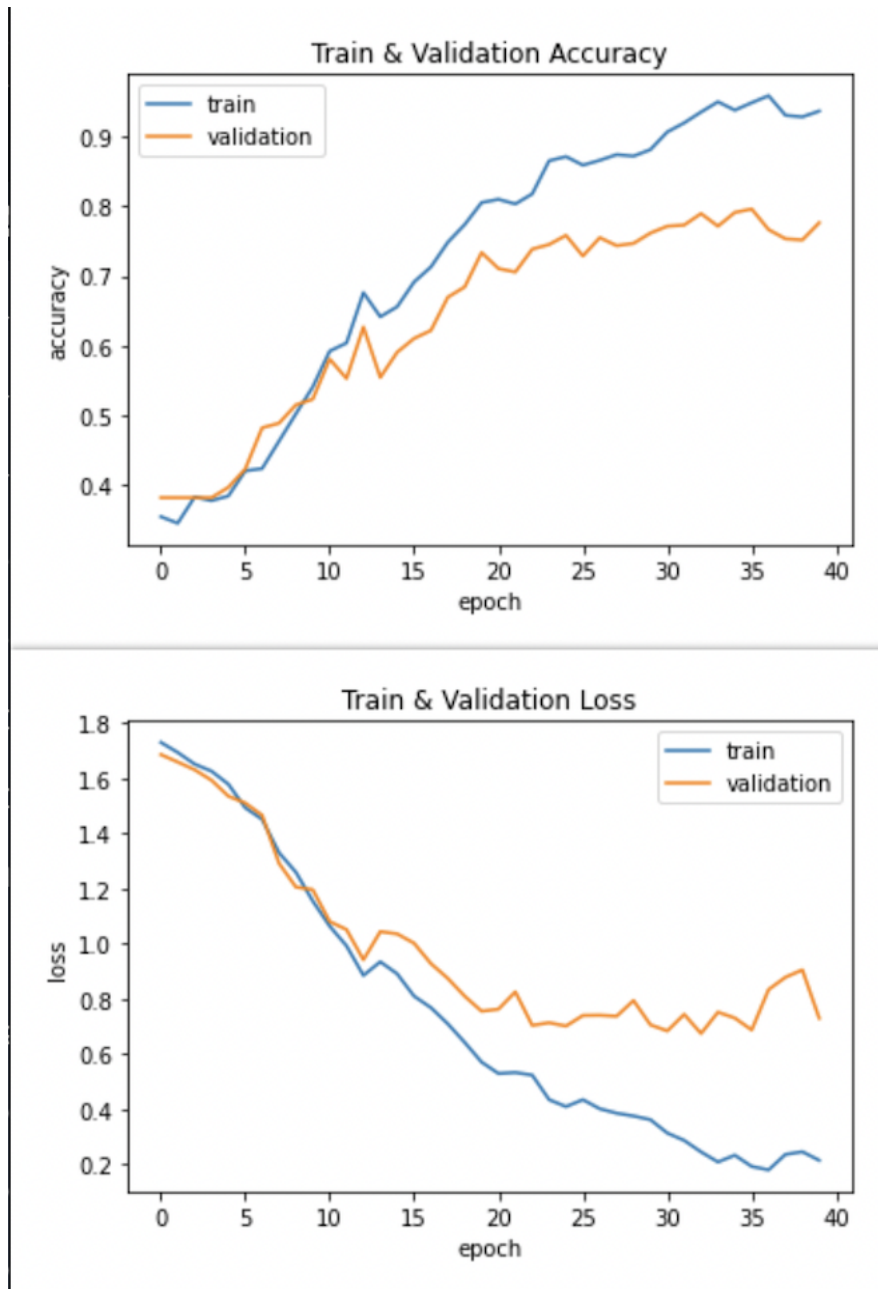 Train & Validation Accuracy
train
validation
0.9
0.8
0.7
0.6
0.5
0.4
accuracy
0 5 10 15 20 25 30 35 40
epoch
Train & Validation Loss
train
validation
1.8
1.6
1.4
1.2
1.0
0.8
0.6
0.4
0.2
loss
0 5 10 15 20 25 30 35 40
epoch